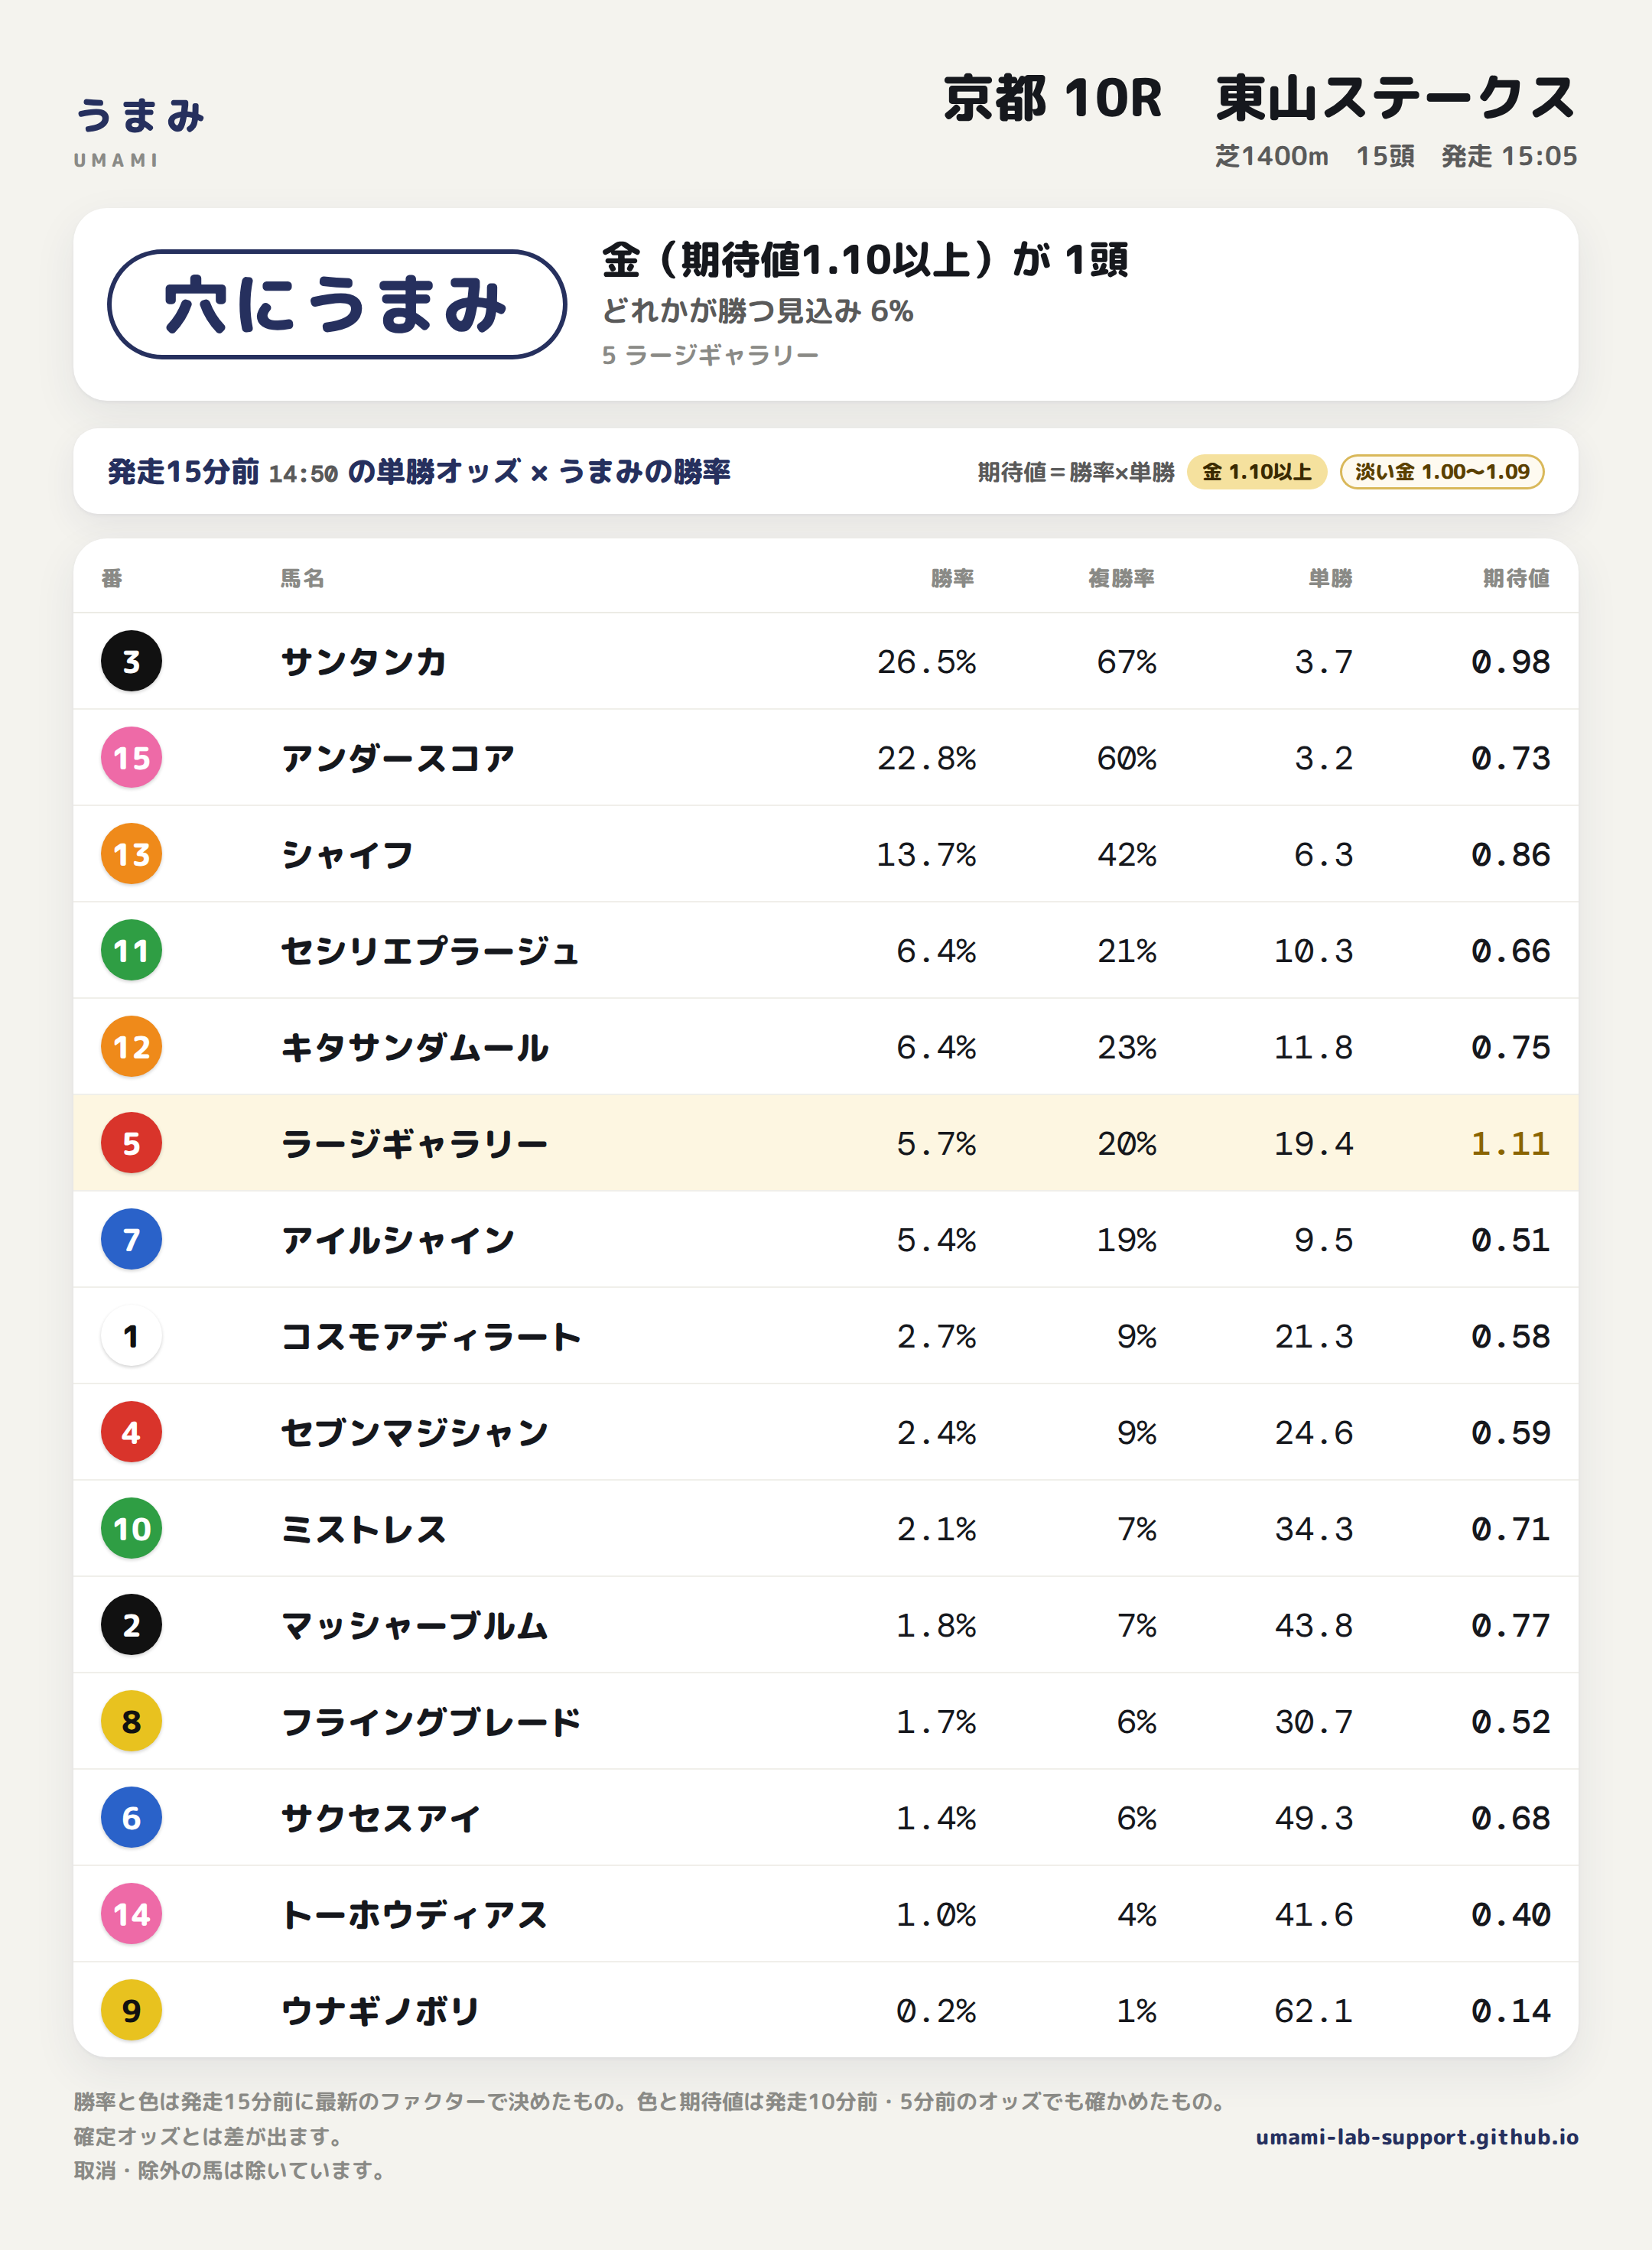 うまみ
UMAMI
京都 10R 東山ステークス
芝1400m 15頭 発走 15:05
穴にうまみ
金（期待値1.10以上）が 1頭
どれかが勝つ見込み 6%
5 ラージギャラリー
発走15分前 14:50 の単勝オッズ × うまみの勝率
期待値＝勝率×単勝 金 1.10以上 淡い金 1.00〜1.09
番 馬名 勝率 複勝率 単勝 期待値
3 サンタンカ 26.5% 67% 3.7 0.98
15 アンダースコア 22.8% 60% 3.2 0.73
13 シャイフ 13.7% 42% 6.3 0.86
11 セシリエプラージュ 6.4% 21% 10.3 0.66
12 キタサンダムール 6.4% 23% 11.8 0.75
5 ラージギャラリー 5.7% 20% 19.4 1.11
7 アイルシャイン 5.4% 19% 9.5 0.51
1 コスモアディラート 2.7% 9% 21.3 0.58
4 セブンマジシャン 2.4% 9% 24.6 0.59
10 ミストレス 2.1% 7% 34.3 0.71
2 マッシャーブルム 1.8% 7% 43.8 0.77
8 フライングブレード 1.7% 6% 30.7 0.52
6 サクセスアイ 1.4% 6% 49.3 0.68
14 トーホウディアス 1.0% 4% 41.6 0.40
9 ウナギノボリ 0.2% 1% 62.1 0.14
勝率と色は発走15分前に最新のファクターで決めたもの。色と期待値は発走10分前・5分前のオッズでも確かめたもの。
確定オッズとは差が出ます。
取消・除外の馬は除いています。
umami-lab-support.github.io